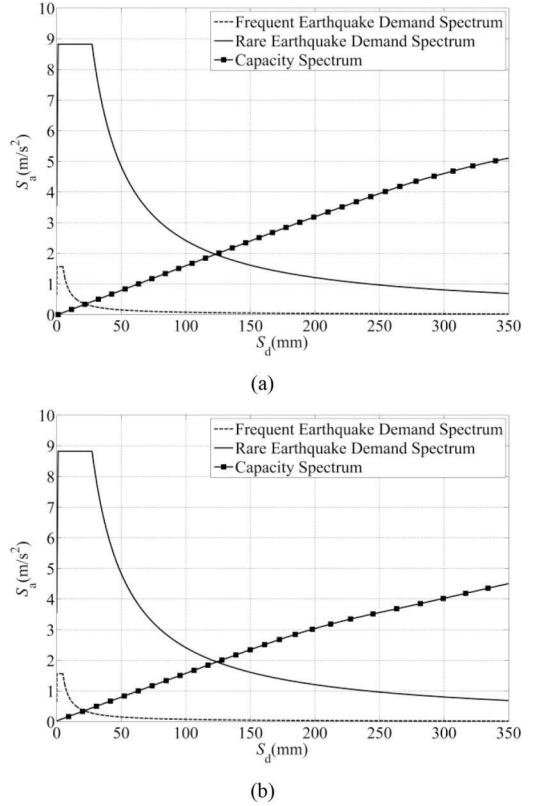 (a)
10
9
8
7
6
5
4
3
2
1
0
Sa(m/s²)
Frequent Earthquake Demand Spectrum
Rare Earthquake Demand Spectrum
Capacity Spectrum
0 50 100 150 200 250 300 350
Sd(mm)
(a)
10
9
8
7
6
5
4
3
2
1
0
Sa(m/s²)
Frequent Earthquake Demand Spectrum
Rare Earthquake Demand Spectrum
Capacity Spectrum
0 50 100 150 200 250 300 350
Sd(mm)
(b)